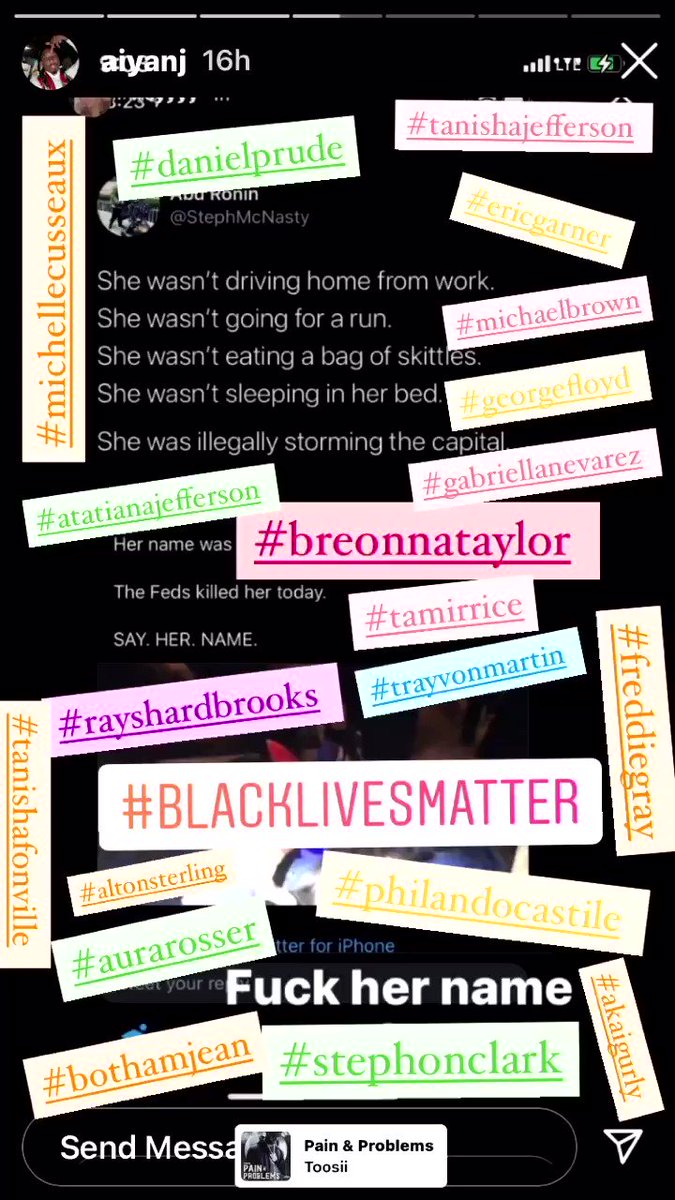 aiyanj 16h
LTE
#tanishajefferson
#danielprude
#michellecusseaux
#ericgarner
@StephMcNasty
She wasn't driving home from work.
She wasn't going for a run.
#michaelbrown
She wasn't eating a bag of skittles.
She wasn't sleeping in her bed.
#georgefloyd
She was illegally storming the capital.
#gabriellanevarez
#atatianajefferson
Her name was
#breonnataylor
The Feds killed her today.
#tamirrice
SAY. HER. NAME.
#trayvonmartin
#freddiegray
#rayshardbrooks
#tanishafonville
#BLACKLIVESMATTER
#altonsterling
#philandocastile
#aurarosser
tter for iPhone
Fuck her name
#akaigurly
#bothamjean
#stephonclark
Send Messa
Pain & Problems
Toosii
PAIN
PROBLEMS